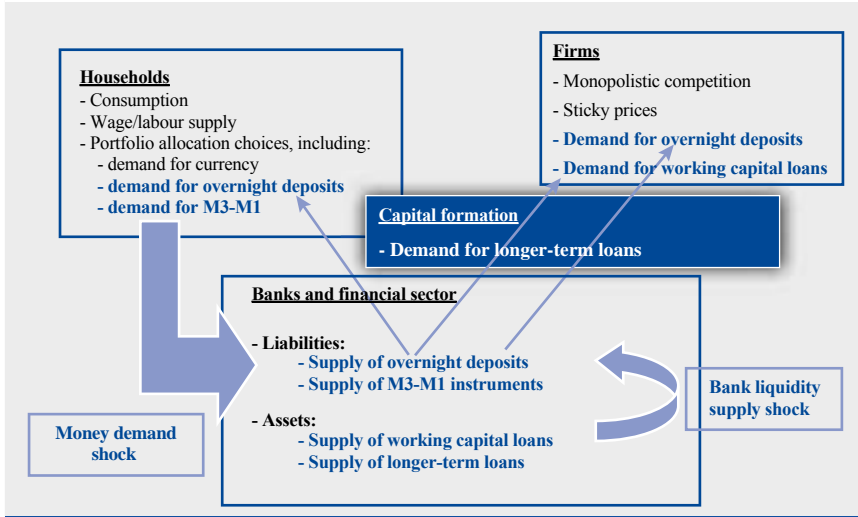 Households
- Consumption
- Wage/labour supply
- Portfolio allocation choices, including:
- demand for currency
- demand for overnight deposits
- demand for M3-M1
Firms
- Monopolistic competition
- Sticky prices
- Demand for overnight deposits
- Demand for working capital loans
Capital formation
- Demand for longer-term loans
Banks and financial sector
- Liabilities:
- Supply of overnight deposits
- Supply of M3-M1 instruments
- Assets:
- Supply of working capital loans
- Supply of longer-term loans
Money demand
shock
Bank liquidity
supply shock